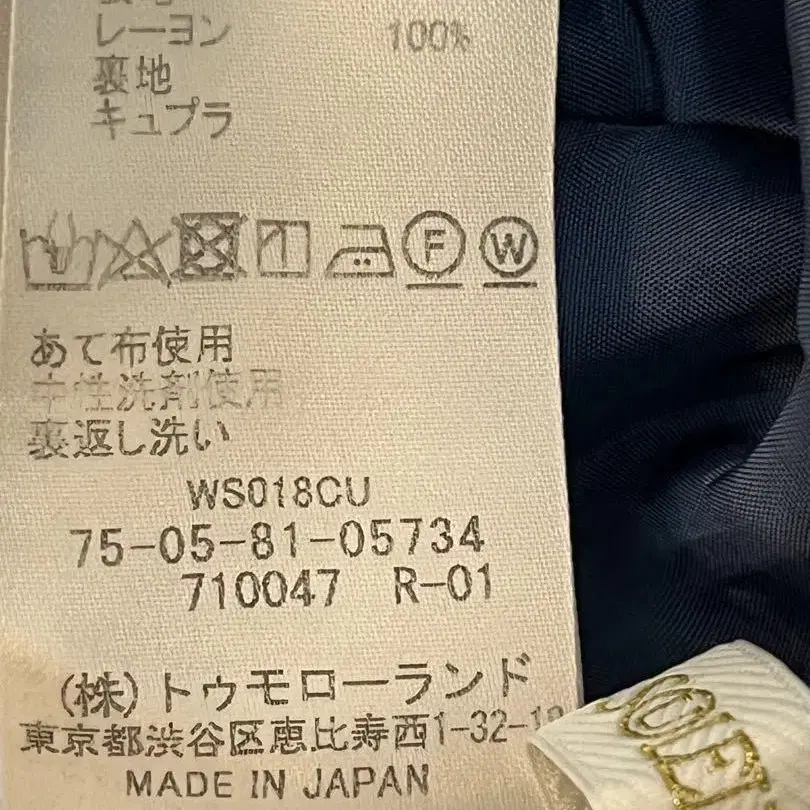 レーヨン 100%
裏地
キュプラ
F W
あて布使用
中性洗剤使用
裏返し洗い
WS018CU
75-05-81-05734
710047 R-01
(株)トゥモローランド
東京都渋谷区恵比寿西1-32-18
MADE IN JAPAN